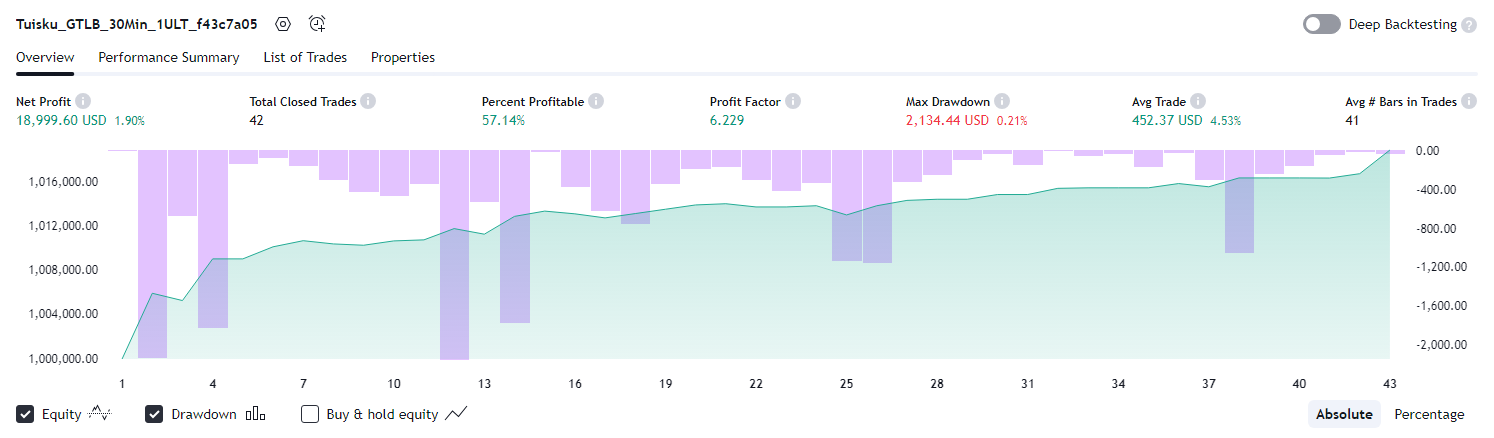 Tuisku_GTLB_30Min_1ULT_f43c7a05 Deep Backtesting ?
Overview Performance Summary List of Trades Properties
Net Profit Total Closed Trades Percent Profitable Profit Factor Max Drawdown Avg Trade Avg # Bars in Trades
18,999.60 USD 1.90% 42 57.14% 6.229 2,134.44 USD 0.21% 452.37 USD 4.53% 41
0.00
1,016,000.00
-400.00
1,012,000.00
-800.00
1,008,000.00 -1,200.00
-1,600.00
1,004,000.00
-2,000.00
1,000,000.00
1 4 7 10 13 16 19 22 25 28 31 34 37 40 43
Equity Drawdown Buy & hold equity Absolute Percentage